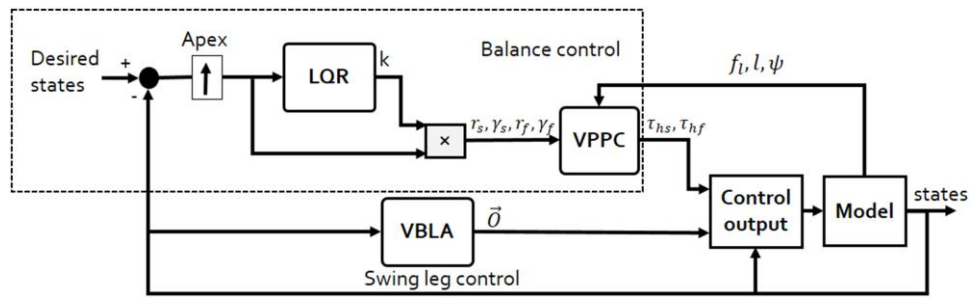 Desired
states
+
-
Apex
LQR
k
Balance control
×
r_s, γ_s, r_f, γ_f
VPPC
f_l, l, ψ
τ_hs, τ_hf
Control
output
Model
states
VBLA
O⃗
Swing leg control